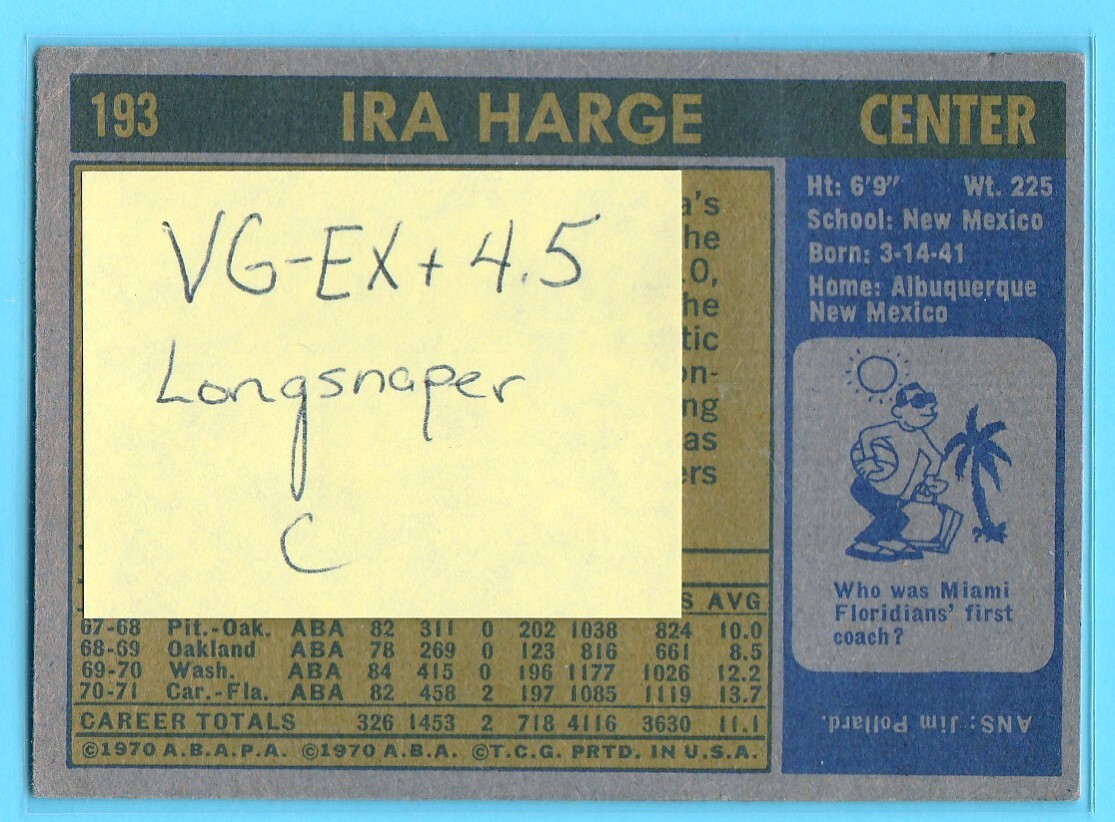 193 IRA HARGE CENTER
Ht: 6'9" Wt. 225
School: New Mexico
Born: 3-14-41
Home: Albuquerque
New Mexico
VG-EX+ 4.5
Longsnaper
C
a's
he
.0,
he
tic
on-
ng
as
ers
Who was Miami
Floridians' first
coach?
ANS: Jim Pollard.
S AVG
67-68 Pit.-Oak. ABA 82 311 0 202 1038 824 10.0
68-69 Oakland ABA 78 269 0 123 816 661 8.5
69-70 Wash. ABA 84 415 0 196 1177 1026 12.2
70-71 Car.-Fla. ABA 82 458 2 197 1085 1119 13.7
CAREER TOTALS 326 1453 2 718 4116 3630 11.1
©1970 A.B.A.P.A. ©1970 A.B.A. ©T.C.G. PRTD. IN U.S.A.